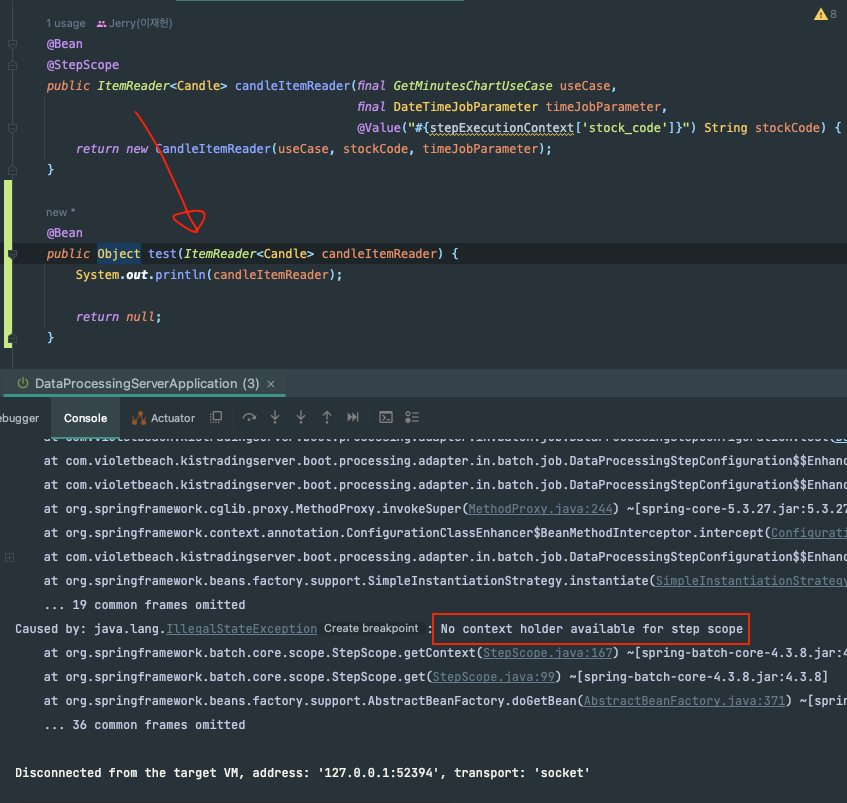 8
1 usage Jerry(이재헌)
@Bean
@StepScope
public ItemReader<Candle> candleItemReader(final GetMinutesChartUseCase useCase,
final DateTimeJobParameter timeJobParameter,
@Value("#{stepExecutionContext['stock_code']}") String stockCode) {
return new CandleItemReader(useCase, stockCode, timeJobParameter);
}
new *
@Bean
public Object test(ItemReader<Candle> candleItemReader) {
System.out.println(candleItemReader);
return null;
}
DataProcessingServerApplication (3) ×
ebugger Console Actuator
at com.violetbeach.kistradingserver.boot.processing.adapter.in.batch.job.DataProcessingStepConfiguration.test(
at com.violetbeach.kistradingserver.boot.processing.adapter.in.batch.job.DataProcessingStepConfiguration$$Enhanc
at com.violetbeach.kistradingserver.boot.processing.adapter.in.batch.job.DataProcessingStepConfiguration$$Enhanc
at org.springframework.cglib.proxy.MethodProxy.invokeSuper(MethodProxy.java:244) ~[spring-core-5.3.27.jar:5.3.27
at org.springframework.context.annotation.ConfigurationClassEnhancer$BeanMethodInterceptor.intercept(Configurati
at com.violetbeach.kistradingserver.boot.processing.adapter.in.batch.job.DataProcessingStepConfiguration$$Enhanc
at org.springframework.beans.factory.support.SimpleInstantiationStrategy.instantiate(SimpleInstantiationStrategy
... 19 common frames omitted
Caused by: java.lang.IllegalStateException Create breakpoint : No context holder available for step scope
at org.springframework.batch.core.scope.StepScope.getContext(StepScope.java:167) ~[spring-batch-core-4.3.8.jar:4
at org.springframework.batch.core.scope.StepScope.get(StepScope.java:99) ~[spring-batch-core-4.3.8.jar:4.3.8]
at org.springframework.beans.factory.support.AbstractBeanFactory.doGetBean(AbstractBeanFactory.java:371) ~[sprin
... 36 common frames omitted
Disconnected from the target VM, address: '127.0.0.1:52394', transport: 'socket'